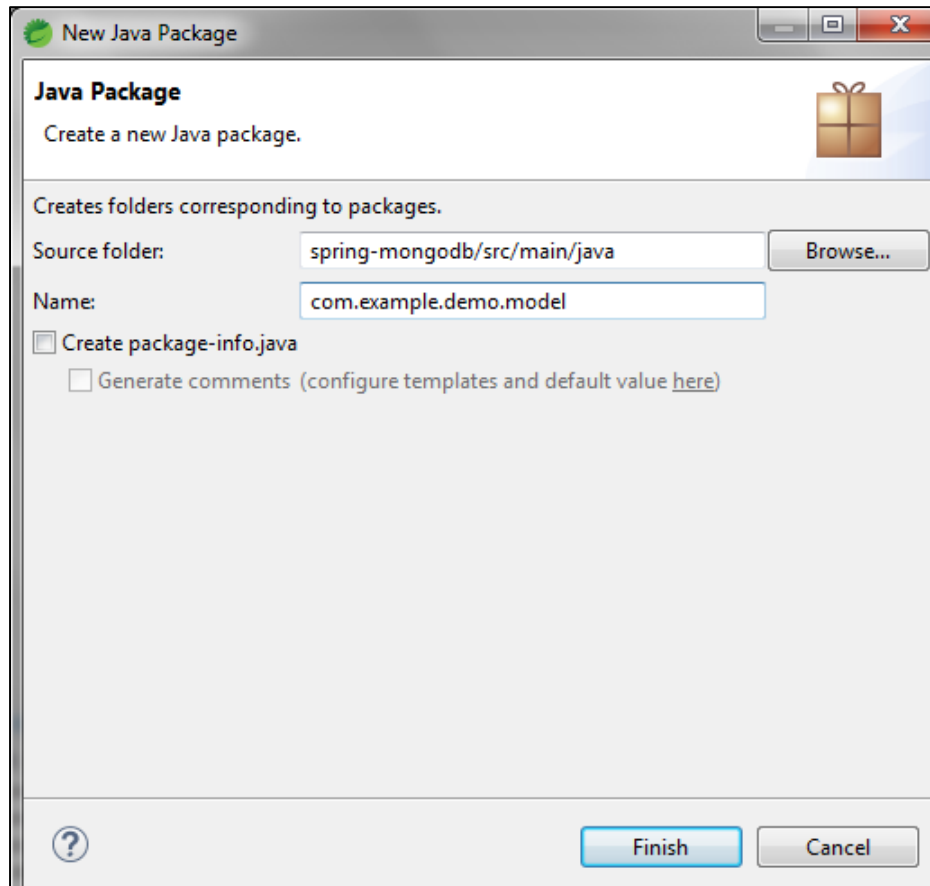 New Java Package
Java Package
Create a new Java package.
Creates folders corresponding to packages.
Source folder: spring-mongodb/src/main/java Browse...
Name: com.example.demo.model
Create package-info.java
Generate comments (configure templates and default value here)
? Finish Cancel